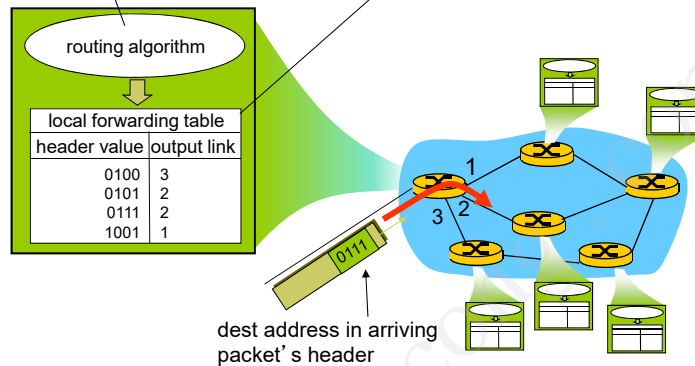 routing algorithm
local forwarding table
header value output link
0100 3
0101 2
0111 2
1001 1
1
2
3
0111
dest address in arriving
packet's header